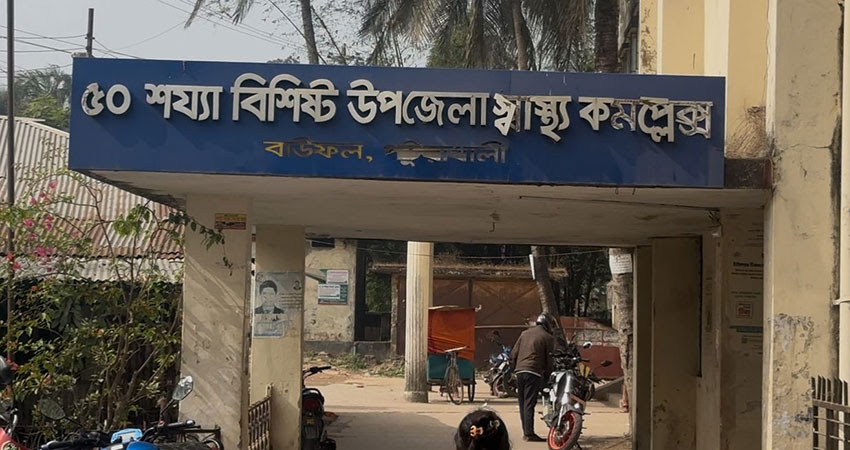 ৫০ শয্যা বিশিষ্ট উপজেলা স্বাস্থ্য কমপ্লেক্স
বাউফল, পটুয়াখালী